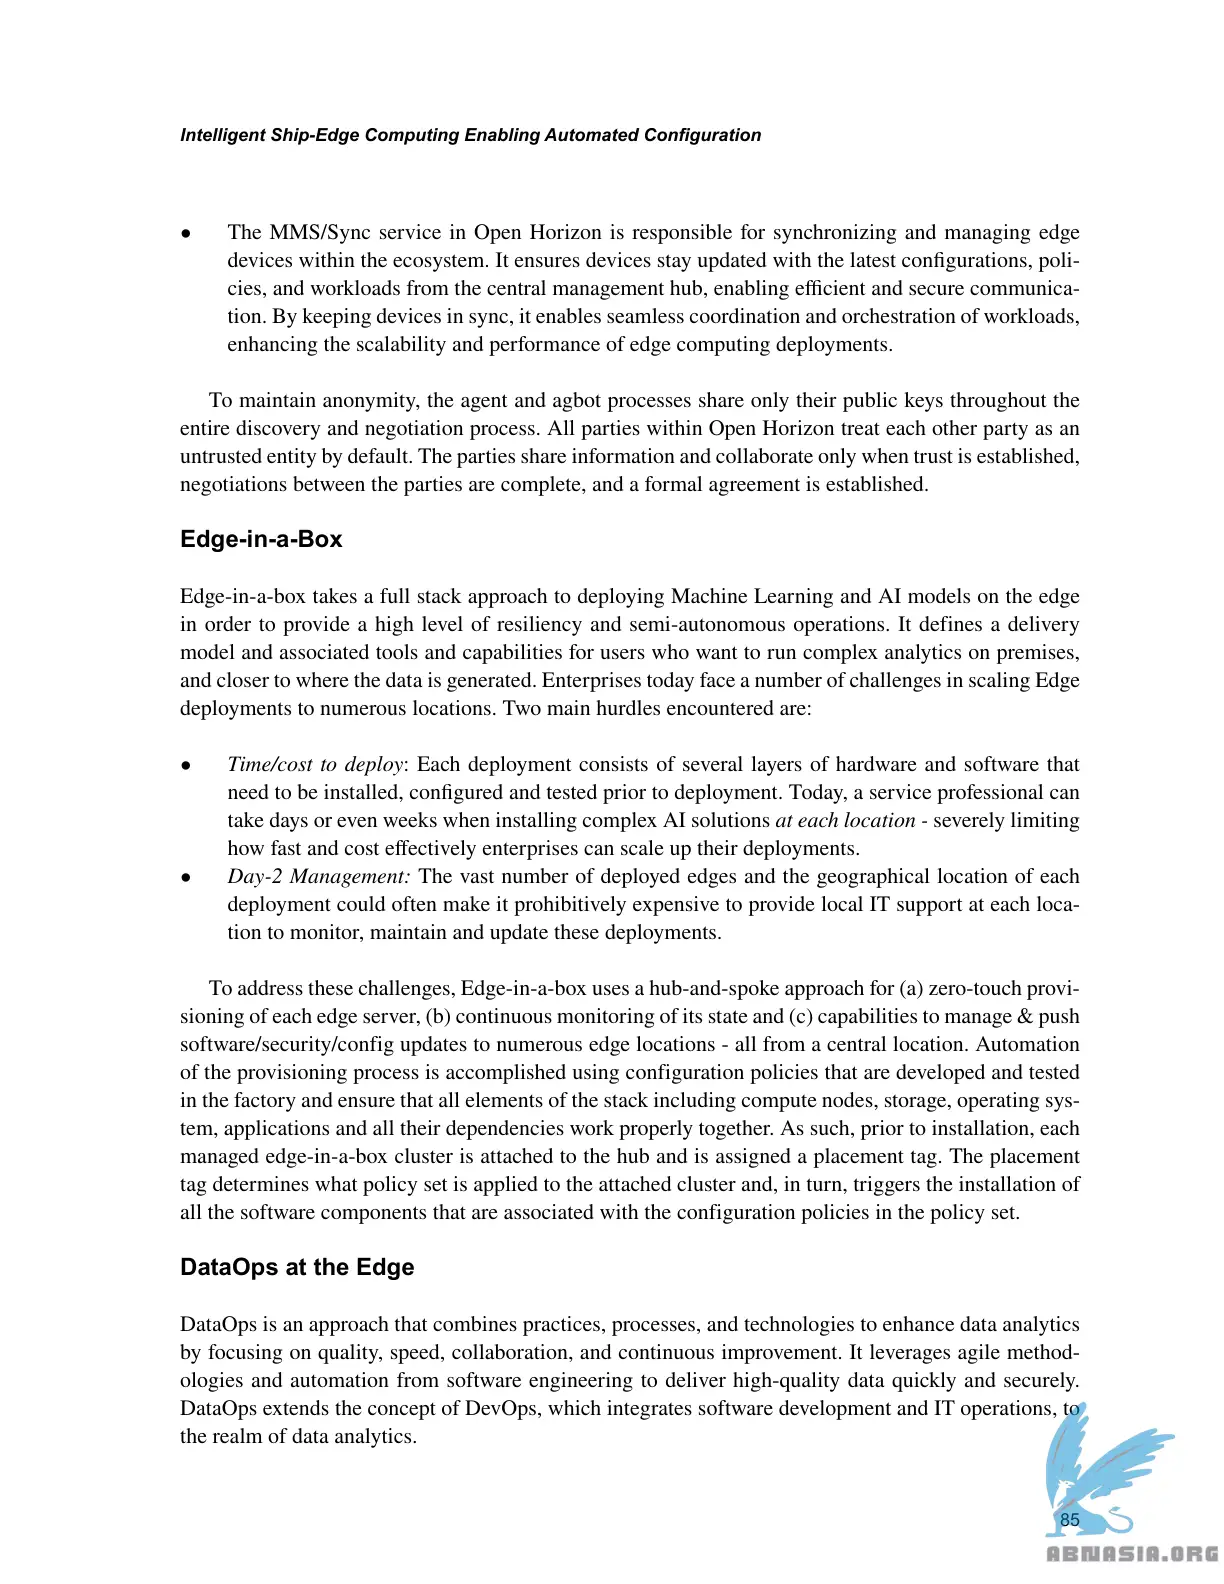 Intelligent Ship-Edge Computing Enabling Automated Configuration
● The MMS/Sync service in Open Horizon is responsible for synchronizing and managing edge
devices within the ecosystem. It ensures devices stay updated with the latest configurations, poli-
cies, and workloads from the central management hub, enabling efficient and secure communica-
tion. By keeping devices in sync, it enables seamless coordination and orchestration of workloads,
enhancing the scalability and performance of edge computing deployments.
To maintain anonymity, the agent and agbot processes share only their public keys throughout the
entire discovery and negotiation process. All parties within Open Horizon treat each other party as an
untrusted entity by default. The parties share information and collaborate only when trust is established,
negotiations between the parties are complete, and a formal agreement is established.
Edge-in-a-Box
Edge-in-a-box takes a full stack approach to deploying Machine Learning and AI models on the edge
in order to provide a high level of resiliency and semi-autonomous operations. It defines a delivery
model and associated tools and capabilities for users who want to run complex analytics on premises,
and closer to where the data is generated. Enterprises today face a number of challenges in scaling Edge
deployments to numerous locations. Two main hurdles encountered are:
● Time/cost to deploy: Each deployment consists of several layers of hardware and software that
need to be installed, configured and tested prior to deployment. Today, a service professional can
take days or even weeks when installing complex AI solutions at each location - severely limiting
how fast and cost effectively enterprises can scale up their deployments.
● Day-2 Management: The vast number of deployed edges and the geographical location of each
deployment could often make it prohibitively expensive to provide local IT support at each loca-
tion to monitor, maintain and update these deployments.
To address these challenges, Edge-in-a-box uses a hub-and-spoke approach for (a) zero-touch provi-
sioning of each edge server, (b) continuous monitoring of its state and (c) capabilities to manage & push
software/security/config updates to numerous edge locations - all from a central location. Automation
of the provisioning process is accomplished using configuration policies that are developed and tested
in the factory and ensure that all elements of the stack including compute nodes, storage, operating sys-
tem, applications and all their dependencies work properly together. As such, prior to installation, each
managed edge-in-a-box cluster is attached to the hub and is assigned a placement tag. The placement
tag determines what policy set is applied to the attached cluster and, in turn, triggers the installation of
all the software components that are associated with the configuration policies in the policy set.
DataOps at the Edge
DataOps is an approach that combines practices, processes, and technologies to enhance data analytics
by focusing on quality, speed, collaboration, and continuous improvement. It leverages agile method-
ologies and automation from software engineering to deliver high-quality data quickly and securely.
DataOps extends the concept of DevOps, which integrates software development and IT operations, to
the realm of data analytics.
85
ABNASIA.ORG